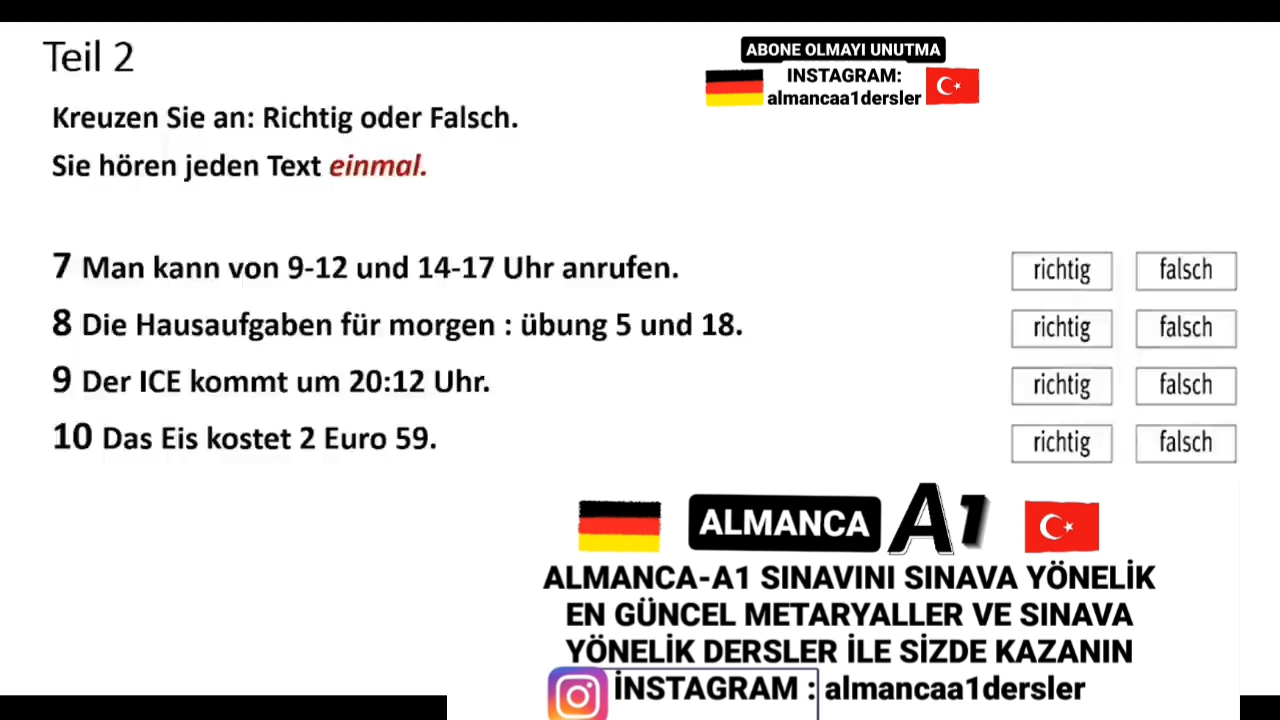 Teil 2
ABONE OLMAYI UNUTMA
INSTAGRAM:
almancaa1dersler
Kreuzen Sie an: Richtig oder Falsch.
Sie hören jeden Text einmal.
7 Man kann von 9-12 und 14-17 Uhr anrufen. richtig falsch
8 Die Hausaufgaben für morgen : übung 5 und 18. richtig falsch
9 Der ICE kommt um 20:12 Uhr. richtig falsch
10 Das Eis kostet 2 Euro 59. richtig falsch
ALMANCA A1
ALMANCA-A1 SINAVINI SINAVA YÖNELİK
EN GÜNCEL METARYALLER VE SINAVA
YÖNELİK DERSLER İLE SİZDE KAZANIN
İNSTAGRAM : almancaa1dersler